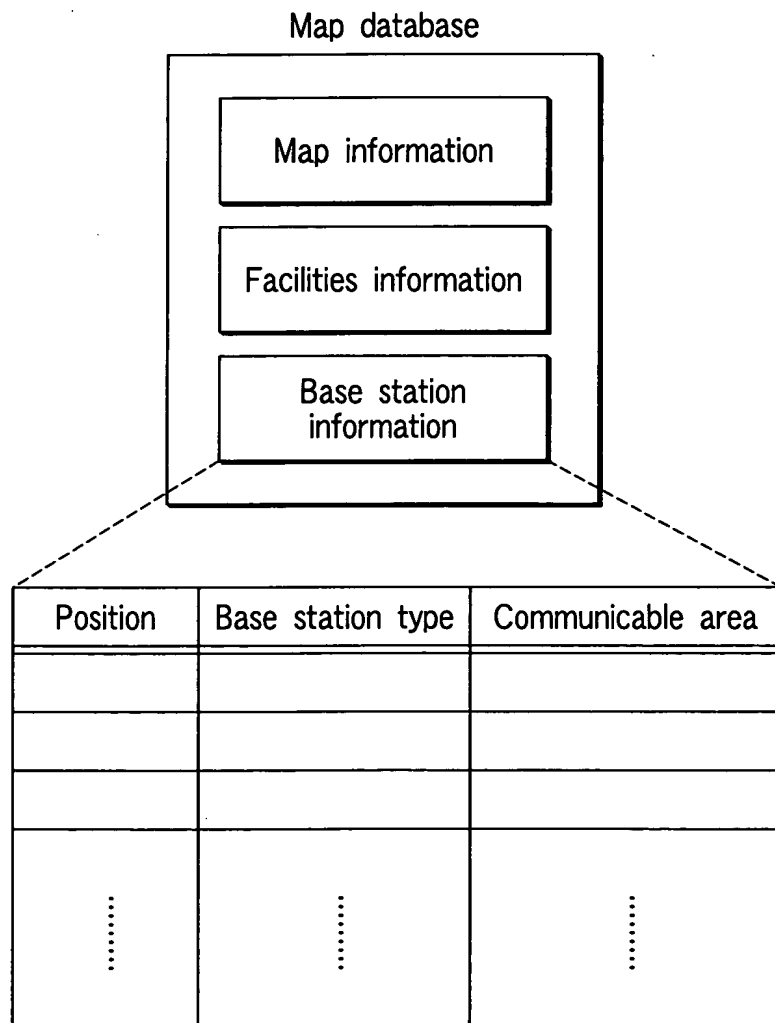 Map database
Map information
Facilities information
Base station
information
Position Base station type Communicable area